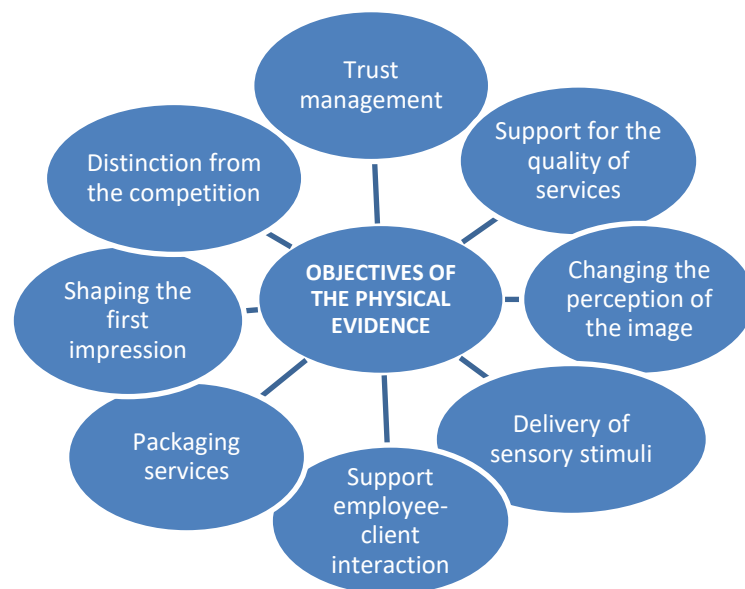 Trust
management
Support for the
quality of
services
Changing the
perception of
the image
Delivery of
sensory stimuli
Support
employee-
client
interaction
Packaging
services
Shaping the
first
impression
Distinction from
the competition
OBJECTIVES OF
THE PHYSICAL
EVIDENCE